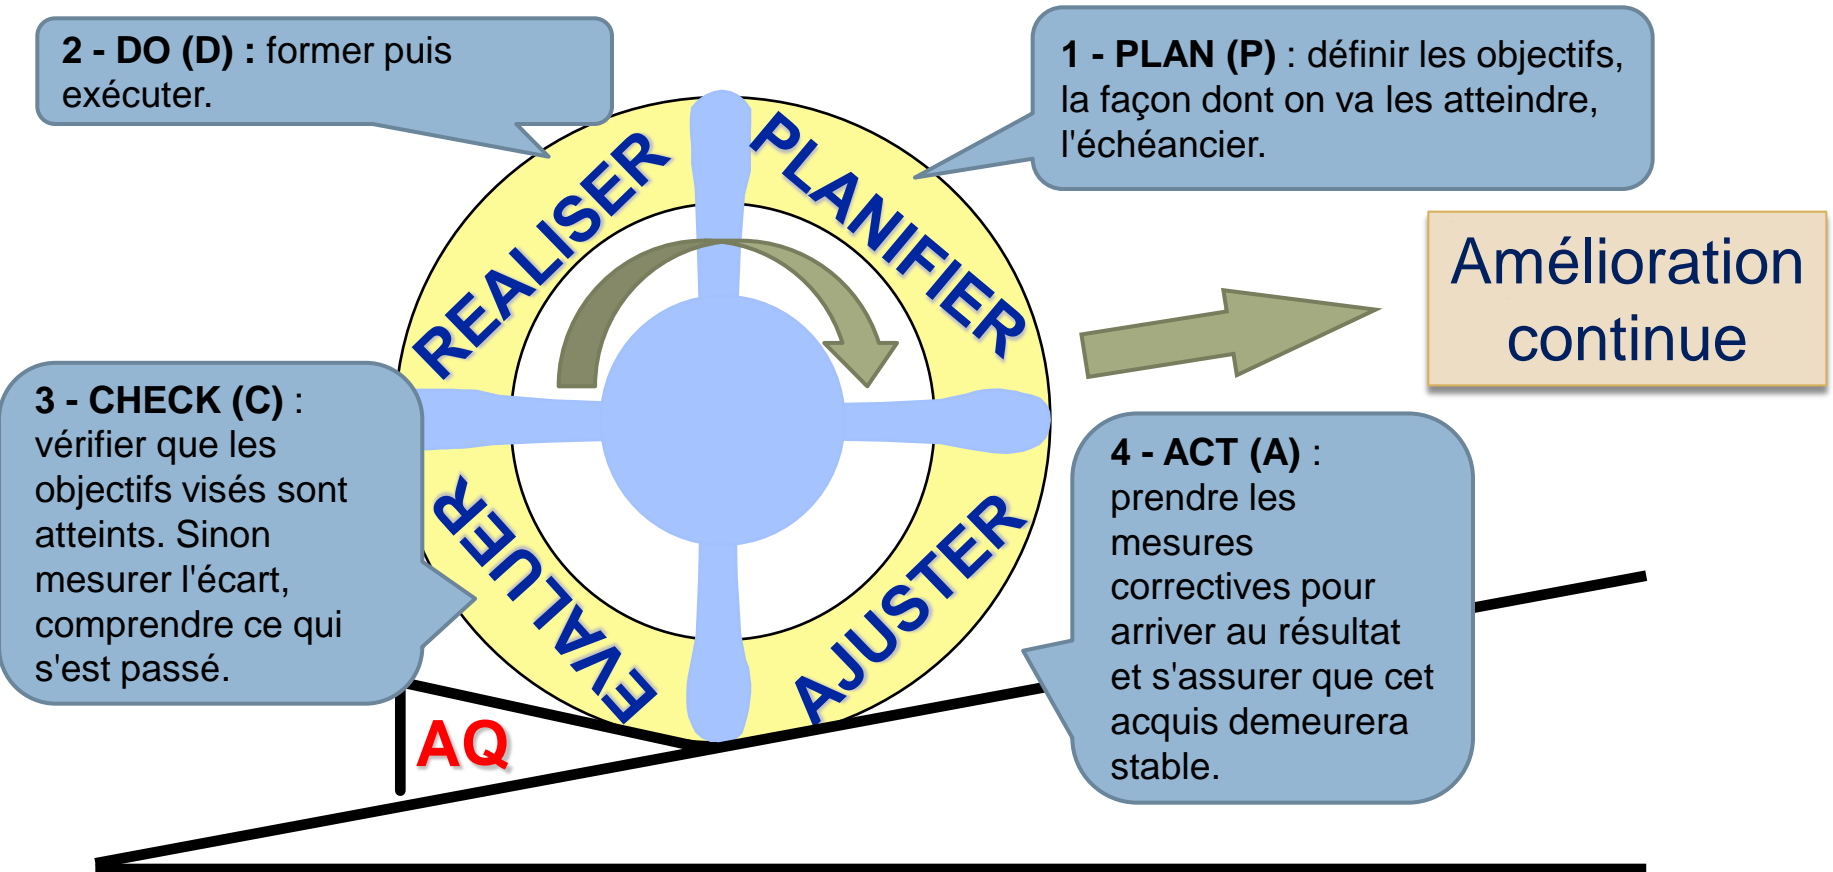 2 - DO (D) : former puis
exécuter.
1 - PLAN (P) : définir les objectifs,
la façon dont on va les atteindre,
l'échéancier.
REALISER
PLANIFIER
Amélioration
continue
3 - CHECK (C) :
vérifier que les
objectifs visés sont
atteints. Sinon
mesurer l'écart,
comprendre ce qui
s'est passé.
EVALUER
AJUSTER
4 - ACT (A) :
prendre les
mesures
correctives pour
arriver au résultat
et s'assurer que cet
acquis demeurera
stable.
AQ